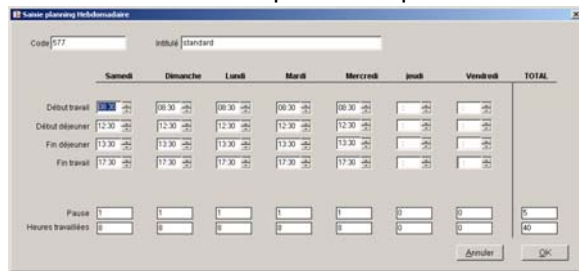 Saisie planning Hebdomadaire
Code 577 Intitulé standard
Samedi Dimanche Lundi Mardi Mercredi jeudi Vendredi TOTAL
Début travail 08:30 08:30 08:30 08:30 08:30 : :
Début déjeuner 12:30 12:30 12:30 12:30 12:30 : :
Fin déjeuner 13:30 13:30 13:30 13:30 13:30 : :
Fin travail 17:30 17:30 17:30 17:30 17:30 : :
Pause 1 1 1 1 1 0 0 5
Heures travaillées 8 8 8 8 8 0 0 40
Annuler OK